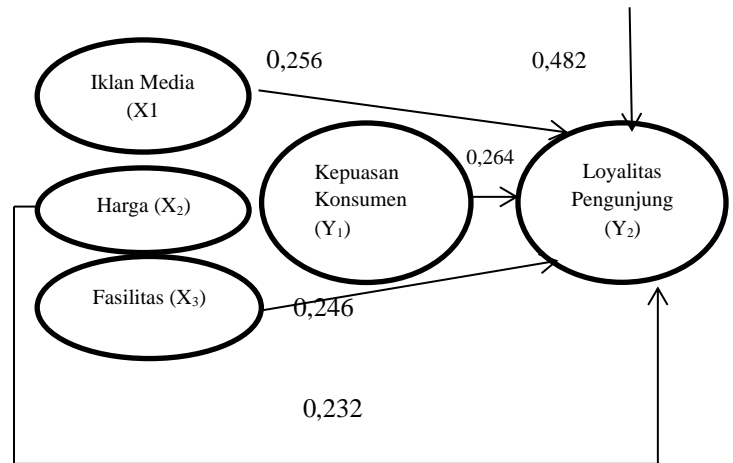 0,256
0,482
Iklan Media
(X1
0,264
Kepuasan
Konsumen
(Y₁)
Loyalitas
Pengunjung
(Y₂)
Harga (X₂)
Fasilitas (X₃)
0,246
0,232